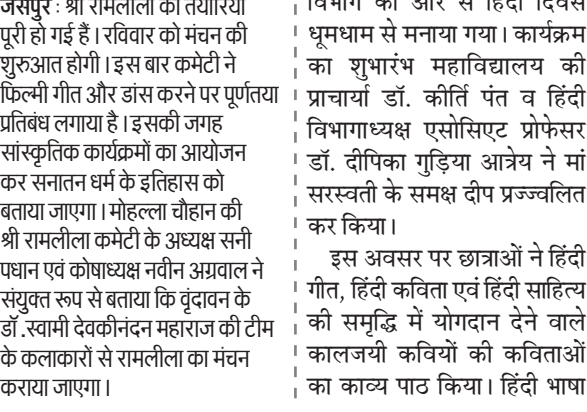 जसपुर : श्री रामलीला की तैयारियां
पूरी हो गई हैं। रविवार को मंचन की
शुरुआत होगी। इस बार कमेटी ने
फिल्मी गीत और डांस करने पर पूर्णतया
प्रतिबंध लगाया है। इसकी जगह
सांस्कृतिक कार्यक्रमों का आयोजन
कर सनातन धर्म के इतिहास को
बताया जाएगा। मोहल्ला चौहान की
श्री रामलीला कमेटी के अध्यक्ष सनी
पधान एवं कोषाध्यक्ष नवीन अग्रवाल ने
संयुक्त रूप से बताया कि वृंदावन के
डॉ.स्वामी देवकीनंदन महाराज की टीम
के कलाकारों से रामलीला का मंचन
कराया जाएगा।
विभाग की ओर से हिंदी दिवस
धूमधाम से मनाया गया। कार्यक्रम
का शुभारंभ महाविद्यालय की
प्राचार्या डॉ. कीर्ति पंत व हिंदी
विभागाध्यक्ष एसोसिएट प्रोफेसर
डॉ. दीपिका गुड़िया आत्रेय ने मां
सरस्वती के समक्ष दीप प्रज्ज्वलित
कर किया।
इस अवसर पर छात्राओं ने हिंदी
गीत, हिंदी कविता एवं हिंदी साहित्य
की समृद्धि में योगदान देने वाले
कालजयी कवियों की कविताओं
का काव्य पाठ किया। हिंदी भाषा